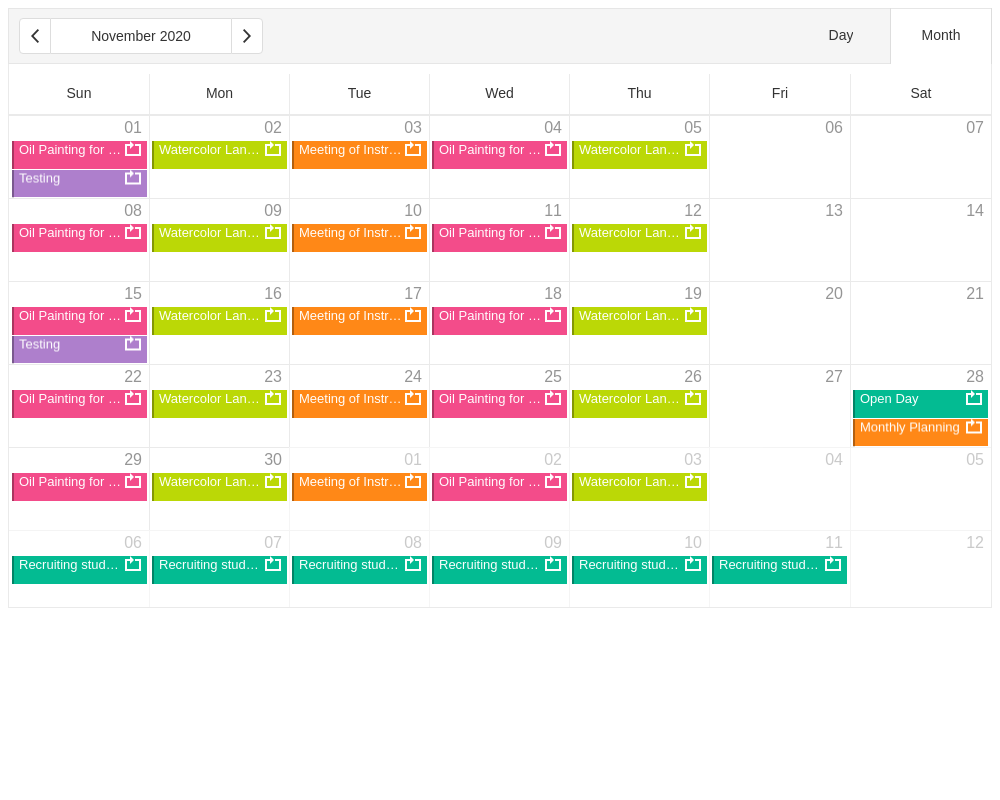 November 2020
Day
Month
Sun Mon Tue Wed Thu Fri Sat
01 02 03 04 05 06 07
Oil Painting for ... Watercolor Lan... Meeting of Instr... Oil Painting for ... Watercolor Lan...
Testing
08 09 10 11 12 13 14
Oil Painting for ... Watercolor Lan... Meeting of Instr... Oil Painting for ... Watercolor Lan...
15 16 17 18 19 20 21
Oil Painting for ... Watercolor Lan... Meeting of Instr... Oil Painting for ... Watercolor Lan...
Testing
22 23 24 25 26 27 28
Oil Painting for ... Watercolor Lan... Meeting of Instr... Oil Painting for ... Watercolor Lan... Open Day
Monthly Planning
29 30 01 02 03 04 05
Oil Painting for ... Watercolor Lan... Meeting of Instr... Oil Painting for ... Watercolor Lan...
06 07 08 09 10 11 12
Recruiting stud... Recruiting stud... Recruiting stud... Recruiting stud... Recruiting stud... Recruiting stud...